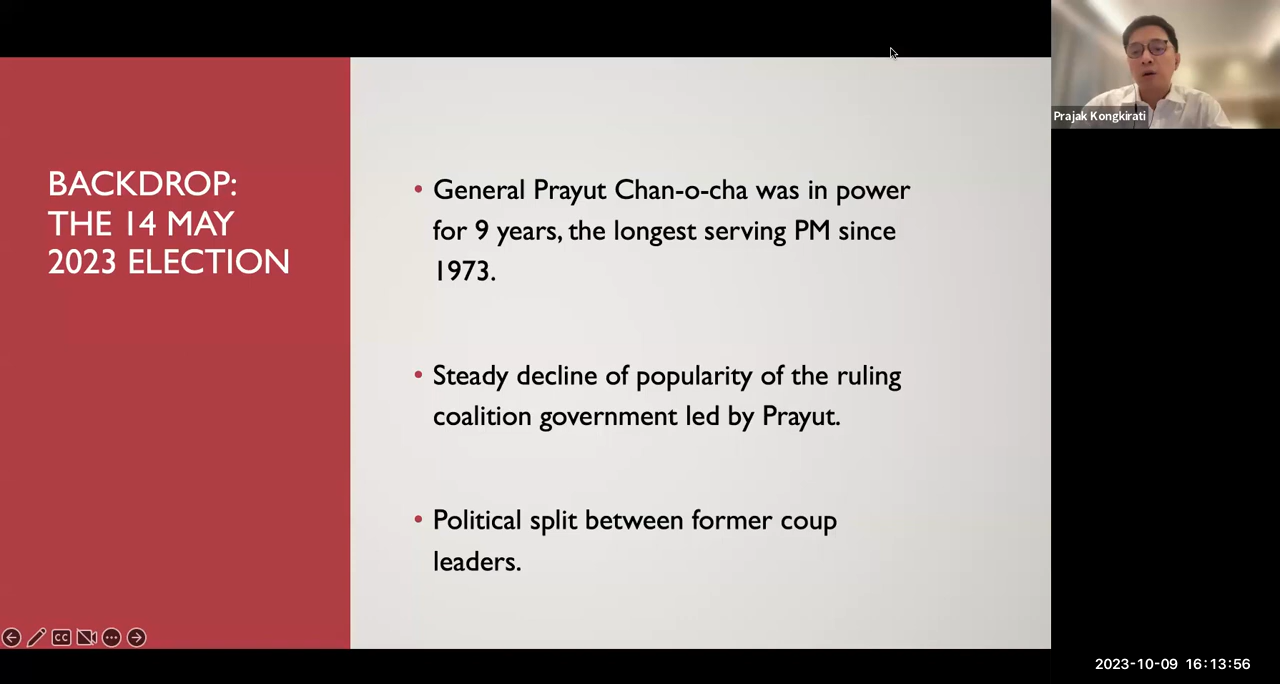 BACKDROP:
THE 14 MAY
2023 ELECTION
• General Prayut Chan-o-cha was in power
for 9 years, the longest serving PM since
1973.
• Steady decline of popularity of the ruling
coalition government led by Prayut.
• Political split between former coup
leaders.
CC
Prajak Kongkirati
2023-10-09 16:13:56